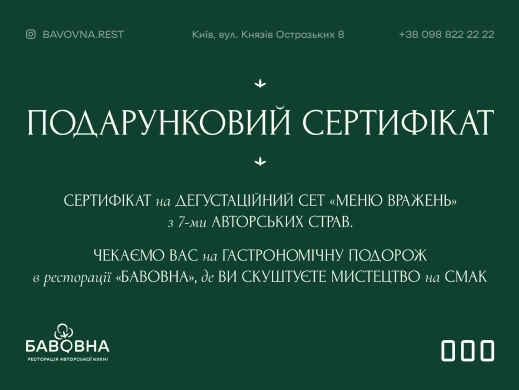 BAVOVNA.REST
Київ, вул. Князів Острозьких 8
+38 098 822 22 22
ПОДАРУНКОВИЙ СЕРТИФІКАТ
СЕРТИФІКАТ на ДЕГУСТАЦІЙНИЙ СЕТ «МЕНЮ ВРАЖЕНЬ»
з 7-ми АВТОРСЬКИХ СТРАВ.
ЧЕКАЄМО ВАС на ГАСТРОНОМІЧНУ ПОДОРОЖ
в ресторації «БАВОВНА», де ВИ СКУШТУЄТЕ МИСТЕЦТВО на СМАК
БАВОВНА
РЕСТОРАЦІЯ АВТОРСЬКОЇ КУХНІ
000